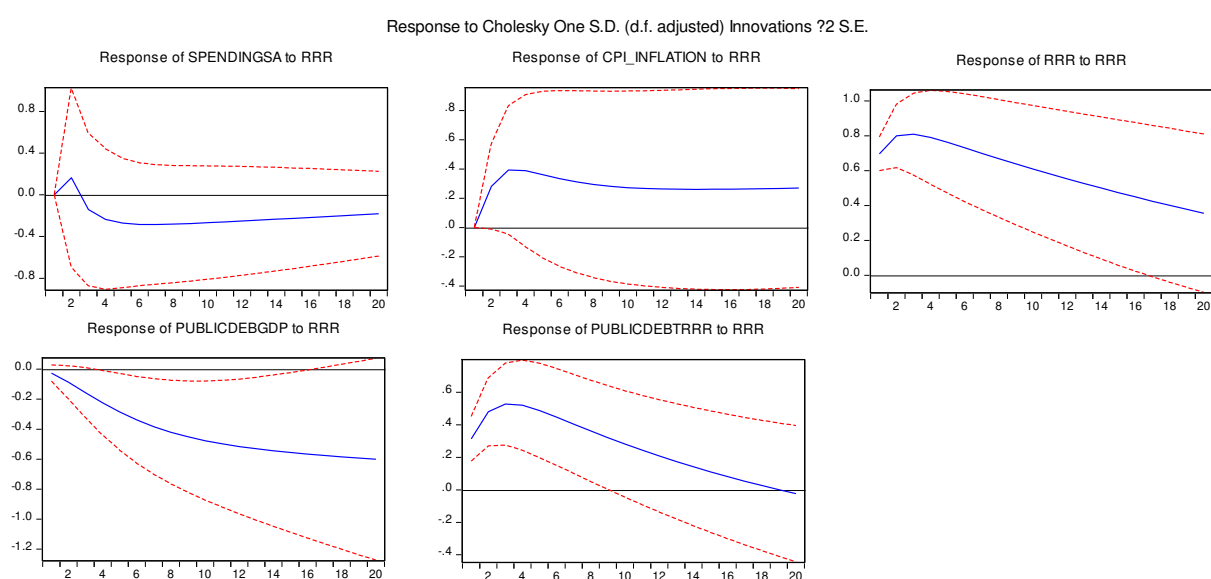 Response to Cholesky One S.D. (d.f. adjusted) Innovations ?2 S.E.
Response of SPENDINGSA to RRR
0.8
0.4
0.0
-0.4
-0.8
2 4 6 8 10 12 14 16 18 20
Response of CPI_INFLATION to RRR
.8
.6
.4
.2
.0
-.2
-.4
2 4 6 8 10 12 14 16 18 20
Response of RRR to RRR
1.0
0.8
0.6
0.4
0.2
0.0
2 4 6 8 10 12 14 16 18 20
Response of PUBLICDEBGDP to RRR
0.0
-0.2
-0.4
-0.6
-0.8
-1.0
-1.2
2 4 6 8 10 12 14 16 18 20
Response of PUBLICDEBTRRR to RRR
.6
.4
.2
.0
-.2
-.4
2 4 6 8 10 12 14 16 18 20